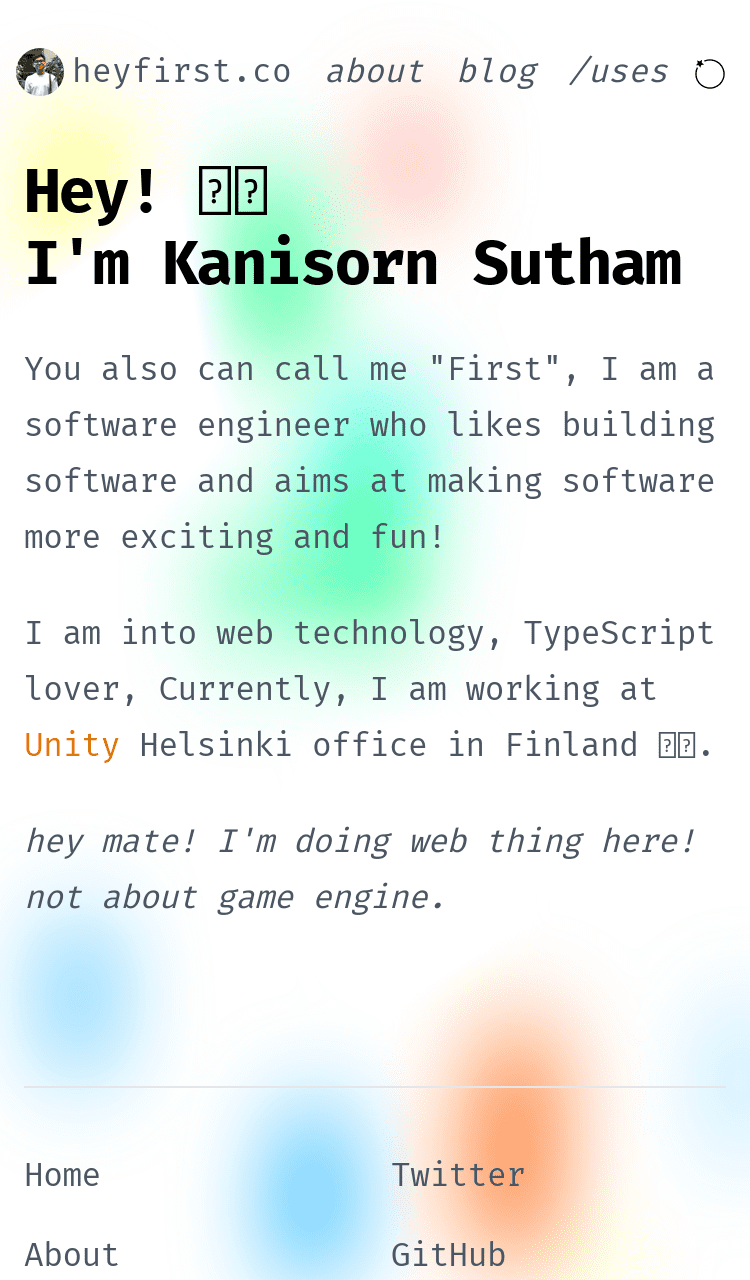 heyfirst.co about blog /uses
Hey!
I'm Kanisorn Sutham
You also can call me "First", I am a
software engineer who likes building
software and aims at making software
more exciting and fun!
I am into web technology, TypeScript
lover, Currently, I am working at
Unity Helsinki office in Finland .
hey mate! I'm doing web thing here!
not about game engine.
Home Twitter
About GitHub